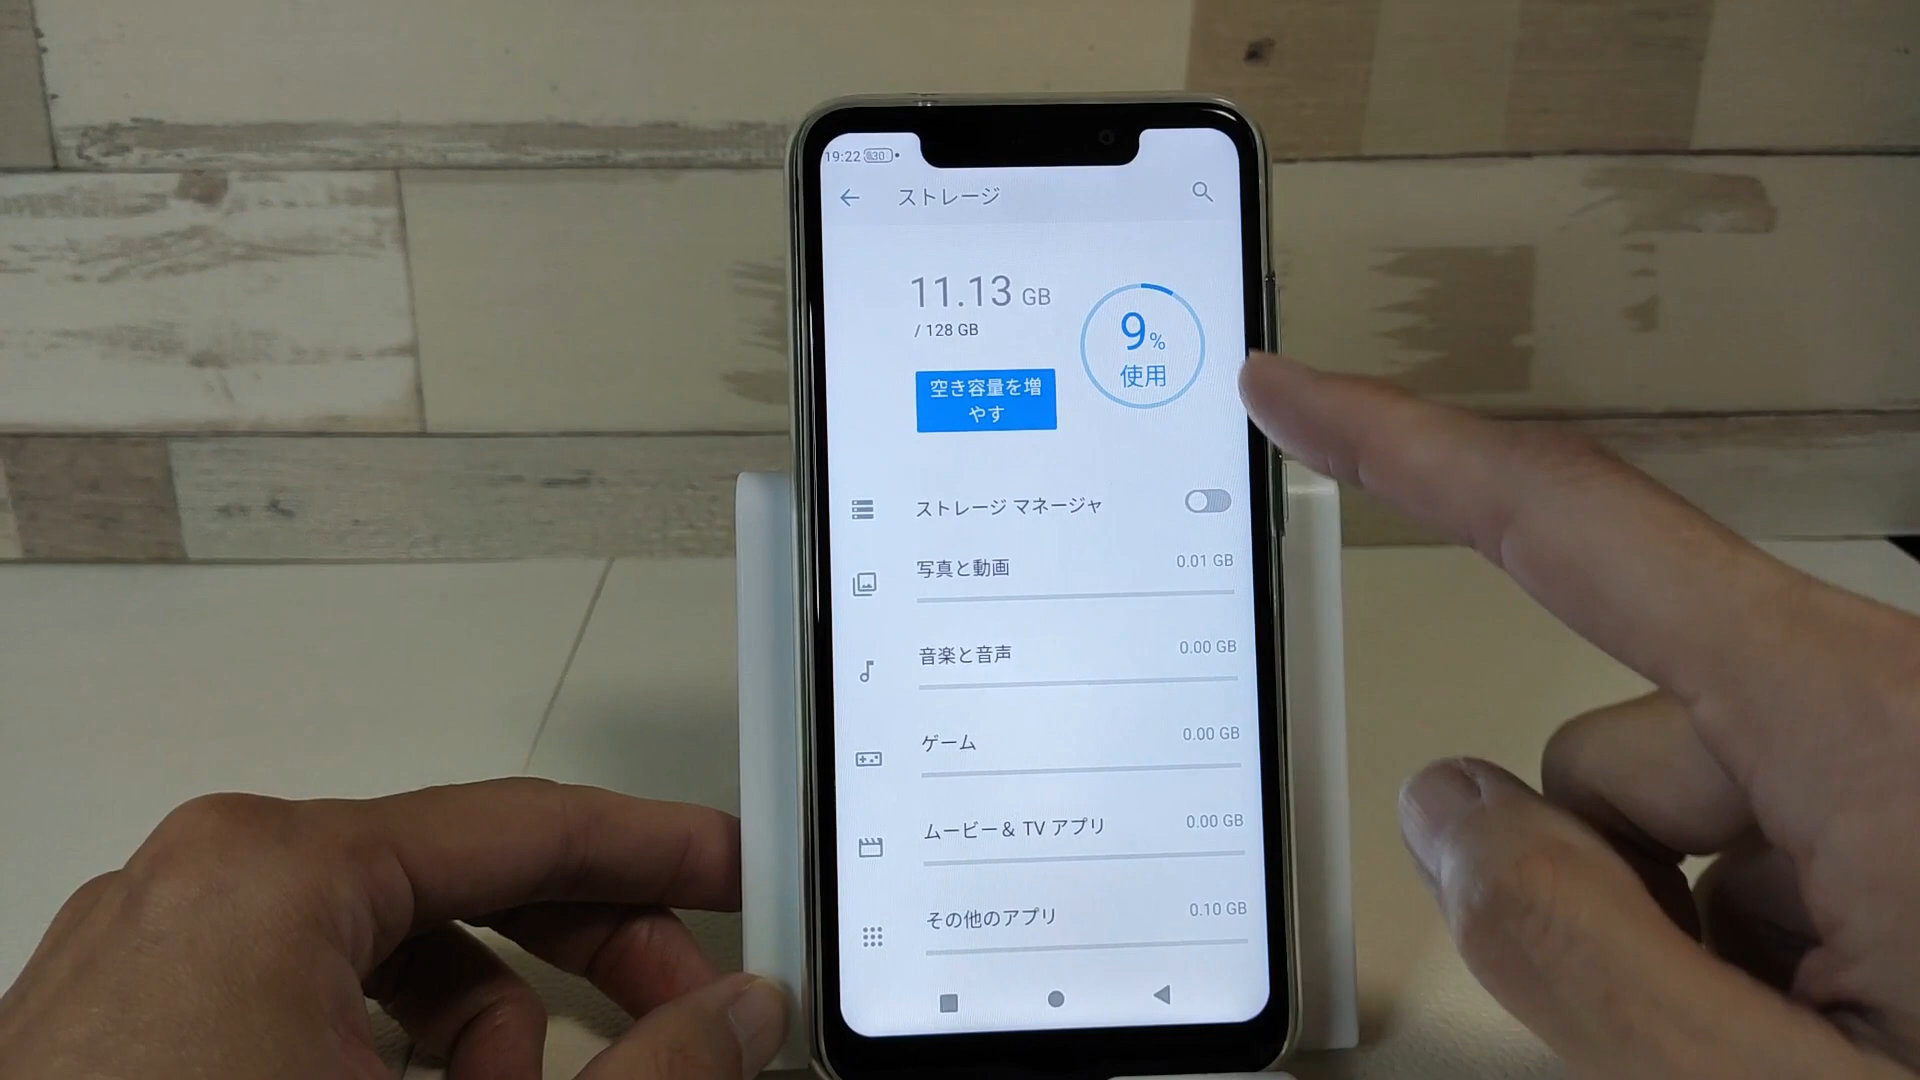 19:22 30
ストレージ
11.13 GB
/ 128 GB
9 %
使用
空き容量を増
やす
ストレージ マネージャ
写真と動画 0.01 GB
音楽と音声 0.00 GB
ゲーム 0.00 GB
ムービー＆ TV アプリ 0.00 GB
その他のアプリ 0.10 GB